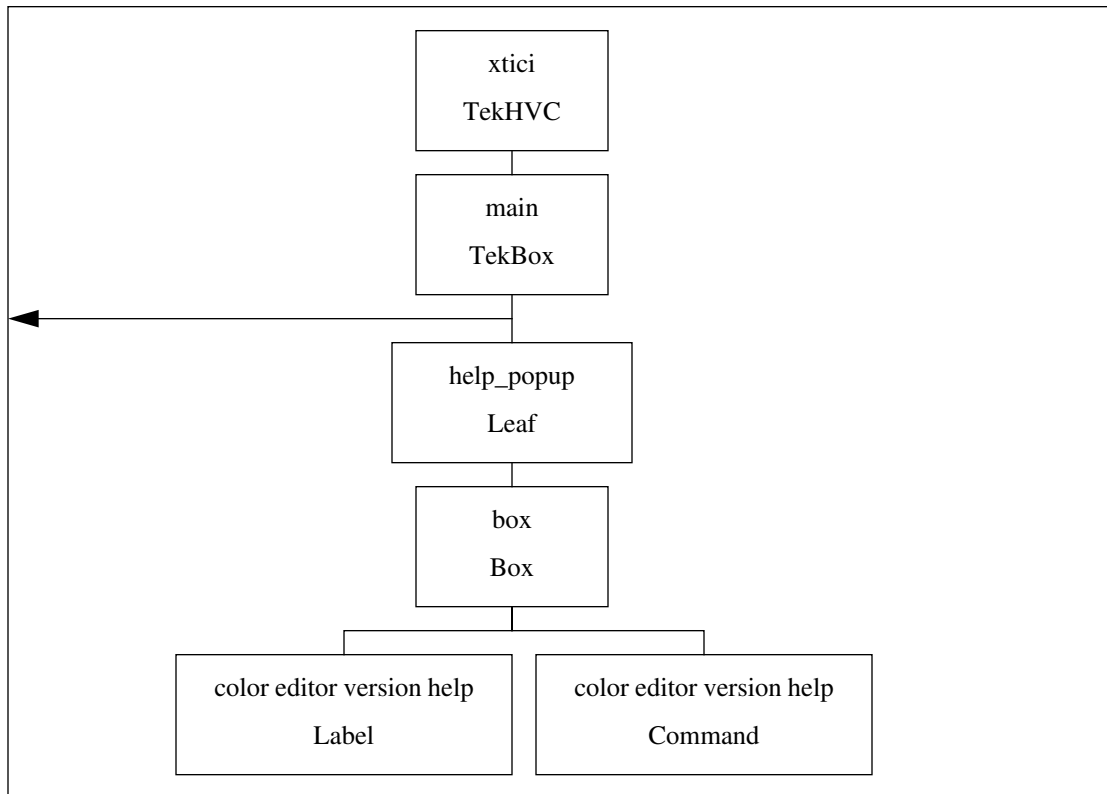 xtici
TekHVC
main
TekBox
help_popup
Leaf
box
Box
color editor version help
Label
color editor version help
Command